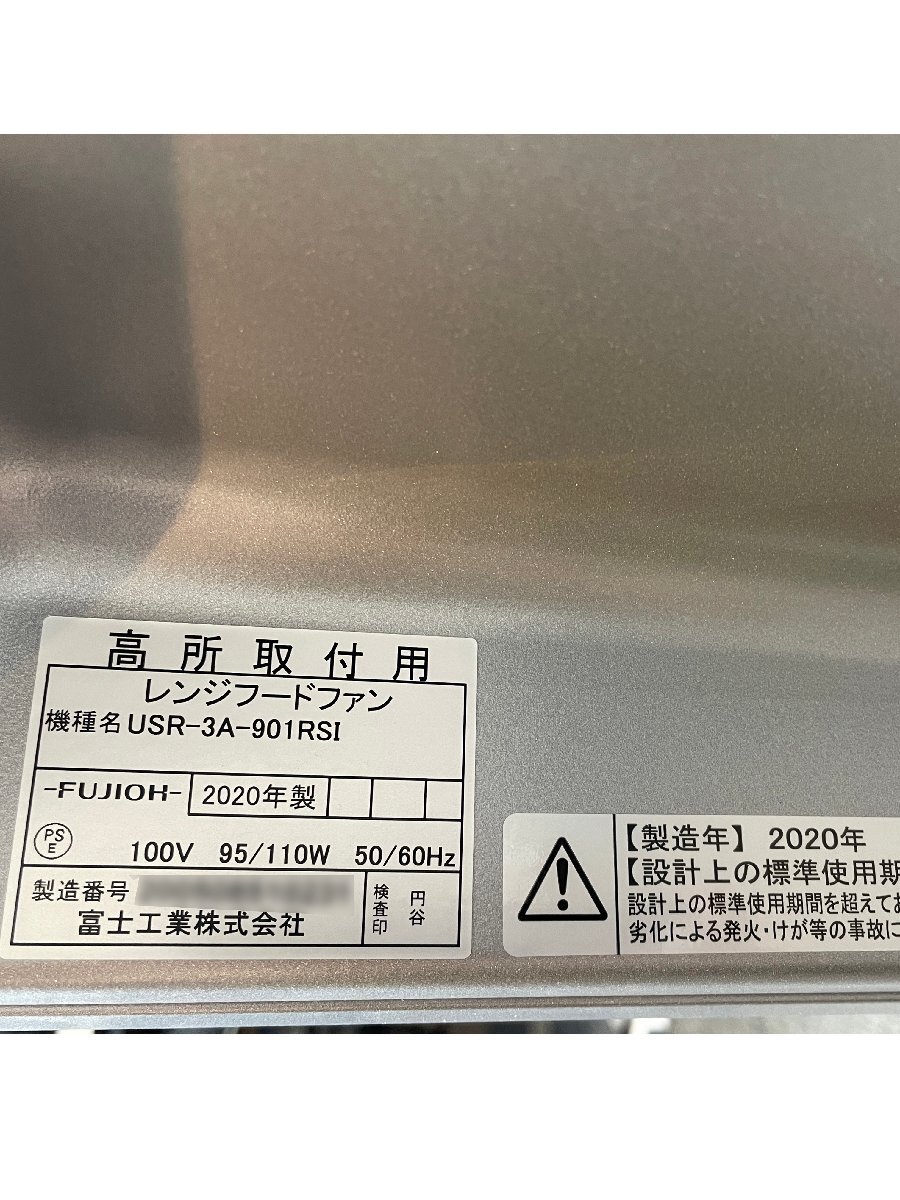 高所取付用
レンジフードファン
機種名 USR-3A-901RSI
-FUJIOH- 2020年製
PS
E
100V 95/110W 50/60Hz
製造番号
富士工業株式会社
検査印
円谷
【製造年】 2020年
【設計上の標準使用期
設計上の標準使用期間を超えてお
劣化による発火・けが等の事故に